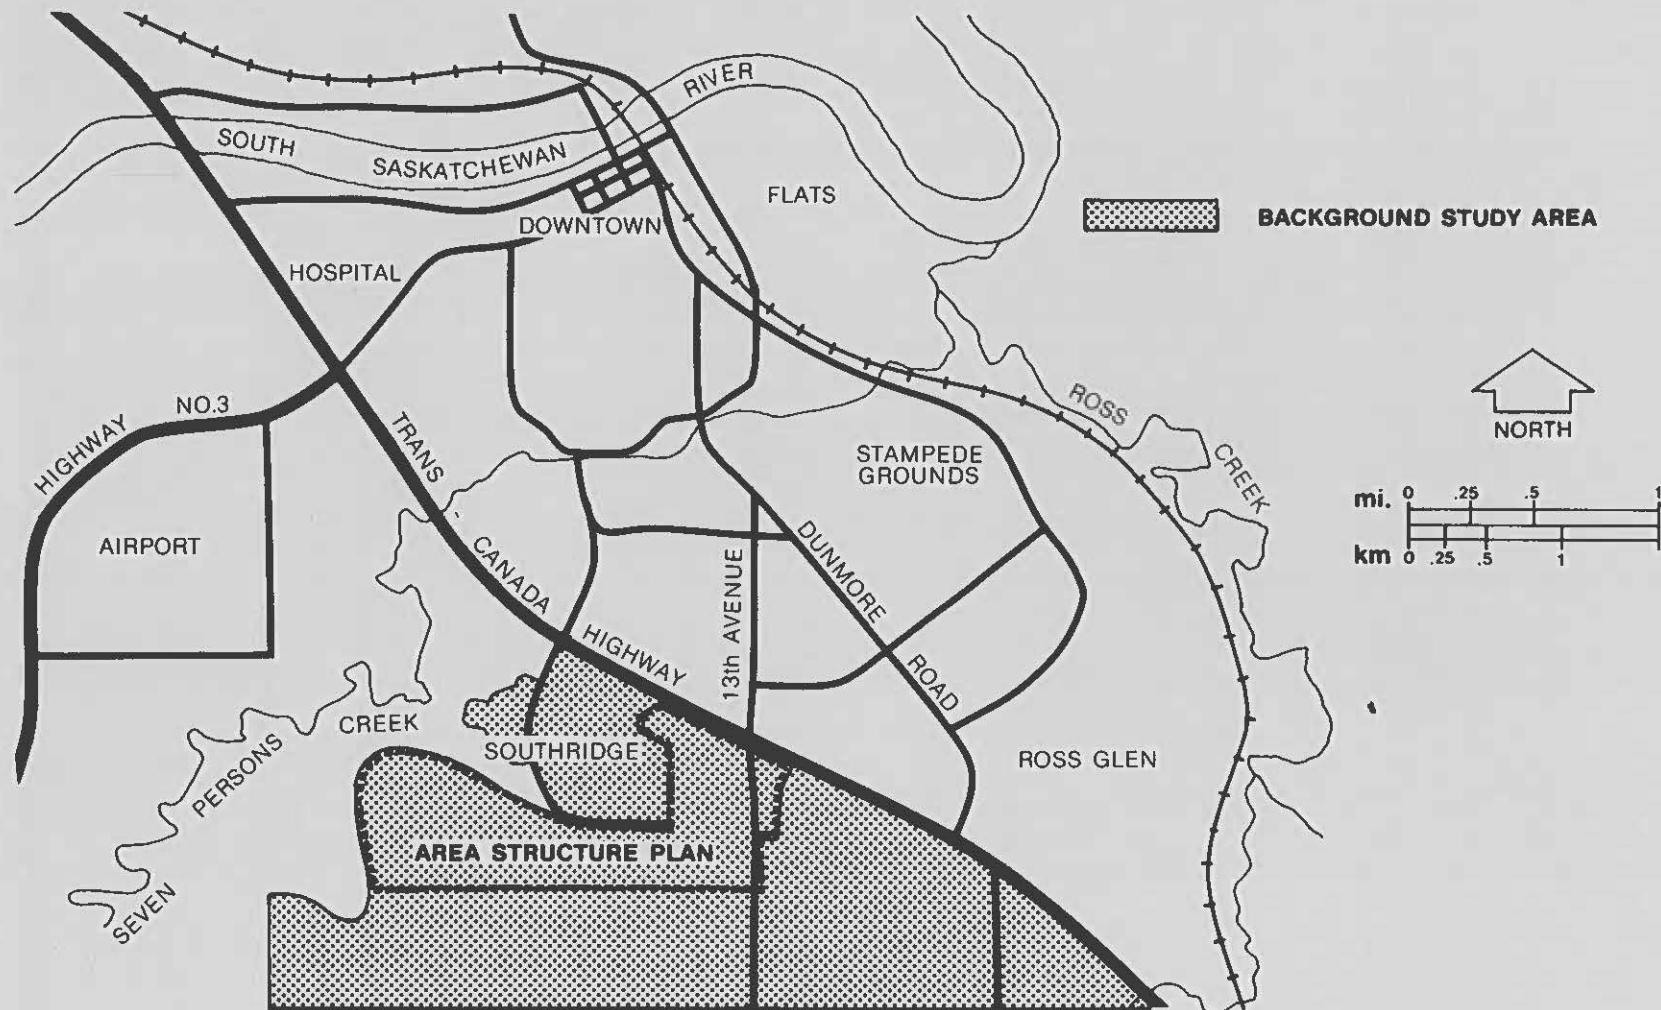 SOUTH SASKATCHEWAN RIVER
FLATS
DOWNTOWN
BACKGROUND STUDY AREA
HOSPITAL
HIGHWAY NO.3
TRANS CANADA HIGHWAY
ROSS CREEK
NORTH
STAMPEDE
GROUNDS
mi. 0 .25 .5 1
km 0 .25 .5 1
AIRPORT
13th AVENUE
DUNMORE ROAD
SEVEN PERSONS CREEK
SOUTHRIDGE
ROSS GLEN
AREA STRUCTURE PLAN